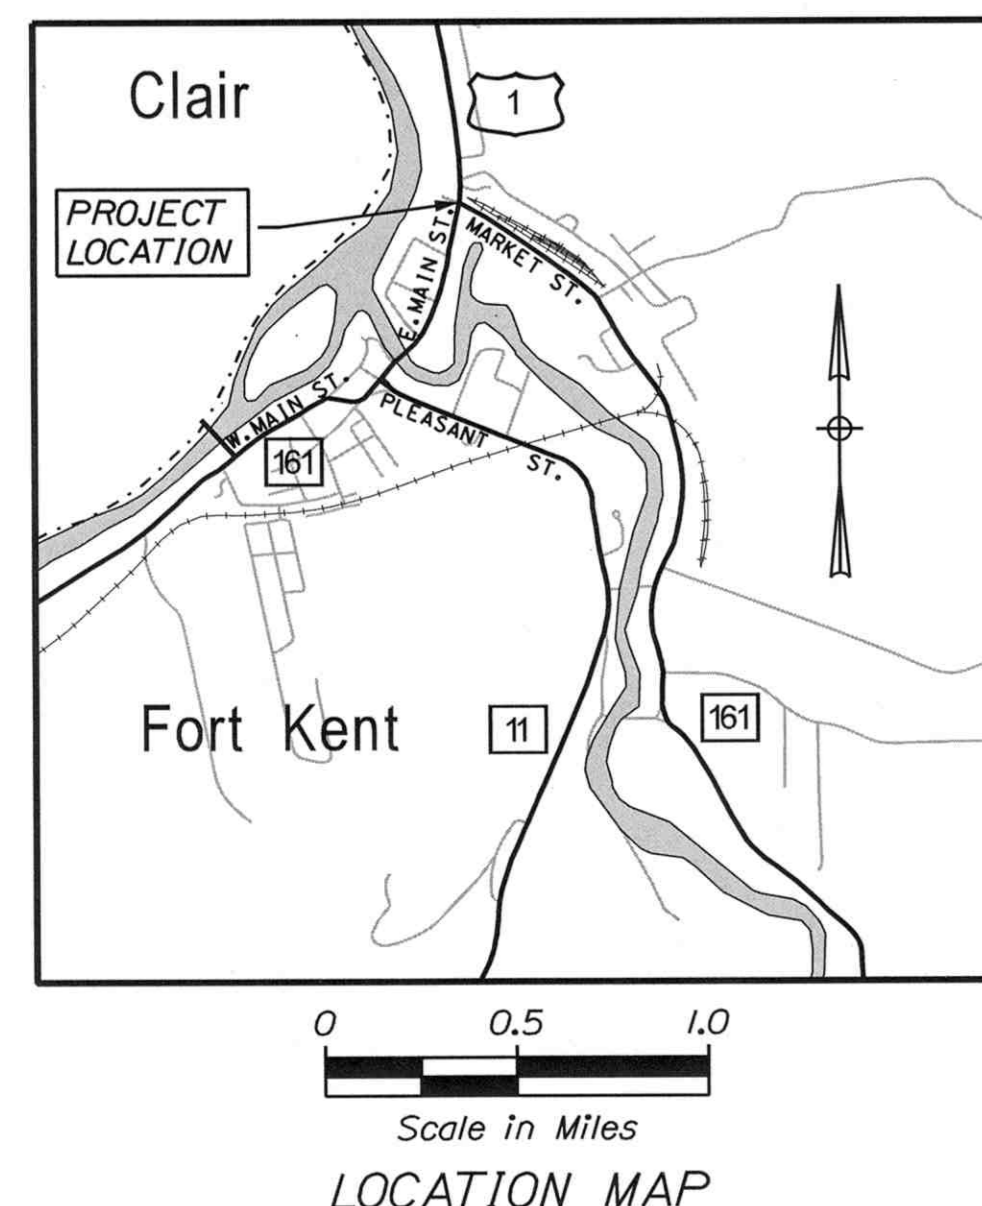 Clair
1
PROJECT
LOCATION
E. MAIN ST.
MARKET ST.
W. MAIN ST.
PLEASANT ST.
161
Fort Kent
11
161
0 0.5 1.0
Scale in Miles
LOCATION MAP